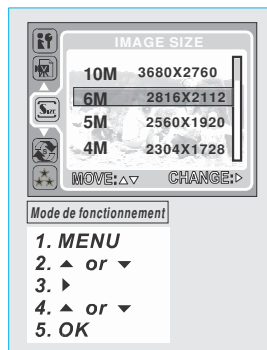 IMAGE SIZE
10M 3680X2760
6M 2816X2112
5M 2560X1920
4M 2304X1728
MOVE:△▽ CHANGE:▷
Mode de fonctionnement
1. MENU
2. ▲ or ▼
3. ▶
4. ▲ or ▼
5. OK